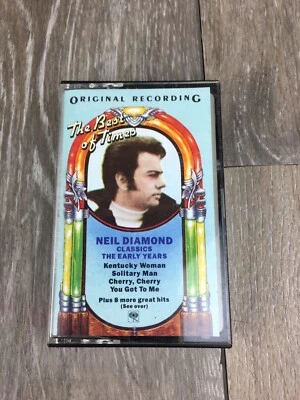 ORIGINAL RECORDING
The Best
of Times
NEIL DIAMOND
CLASSICS
THE EARLY YEARS
Kentucky Woman
Solitary Man
Cherry, Cherry
You Got To Me
Plus 8 more great hits
(See over)